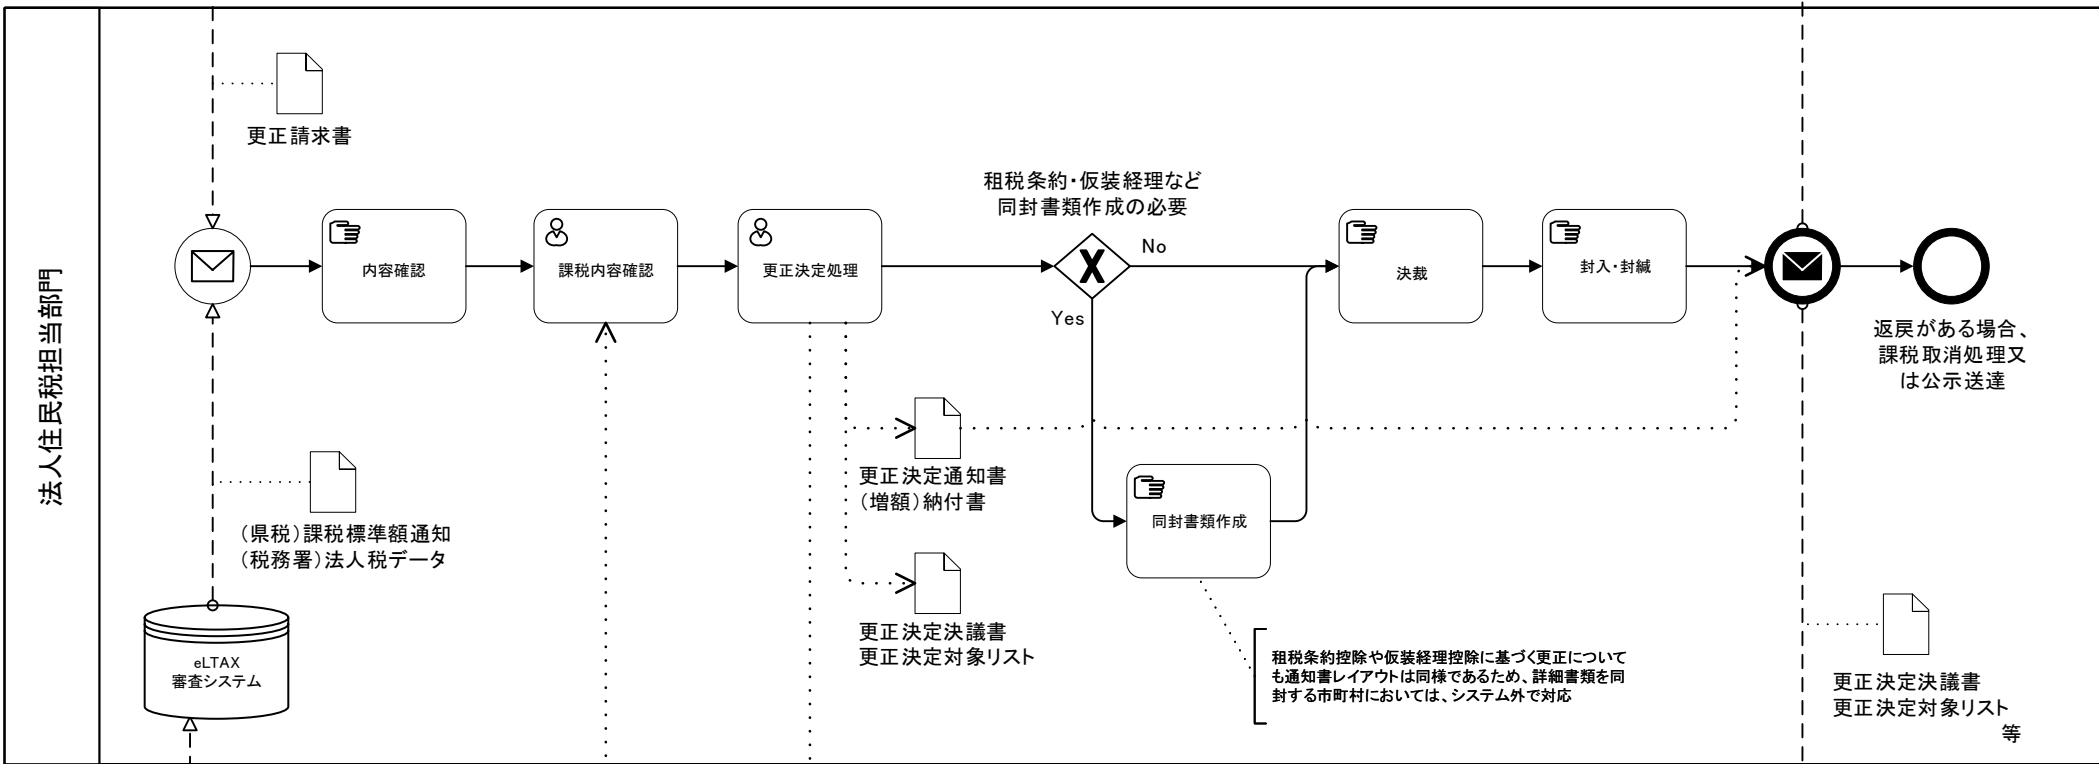 法人住民税担当部門
更正請求書
租税条約・仮装経理など
同封書類作成の必要
No
Yes
内容確認
課税内容確認
更正決定処理
決裁
封入・封緘
返戻がある場合、
課税取消処理又
は公示送達
更正決定通知書
（増額）納付書
同封書類作成
（県税）課税標準額通知
（税務署）法人税データ
更正決定決議書
更正決定対象リスト
eLTAX
審査システム
租税条約控除や仮装経理控除に基づく更正について
も通知書レイアウトは同様であるため、詳細書類を同
封する市町村においては、システム外で対応
更正決定決議書
更正決定対象リスト
等